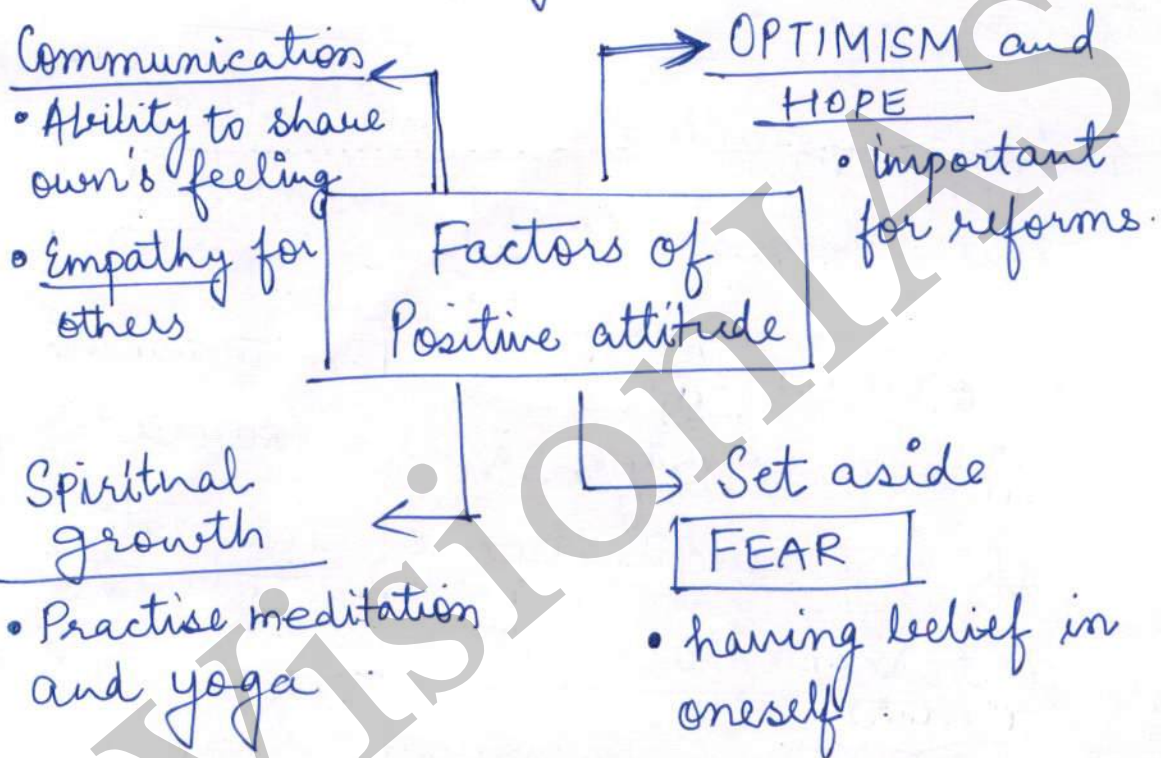 Communication
• Ability to share
own's feeling
• Empathy for
others
OPTIMISM and
HOPE
• important
for reforms.
Factors of
Positive attitude
Spiritual
growth
• Practise meditation
and yoga
Set aside
FEAR
• having belief in
oneself.
VisionIAS